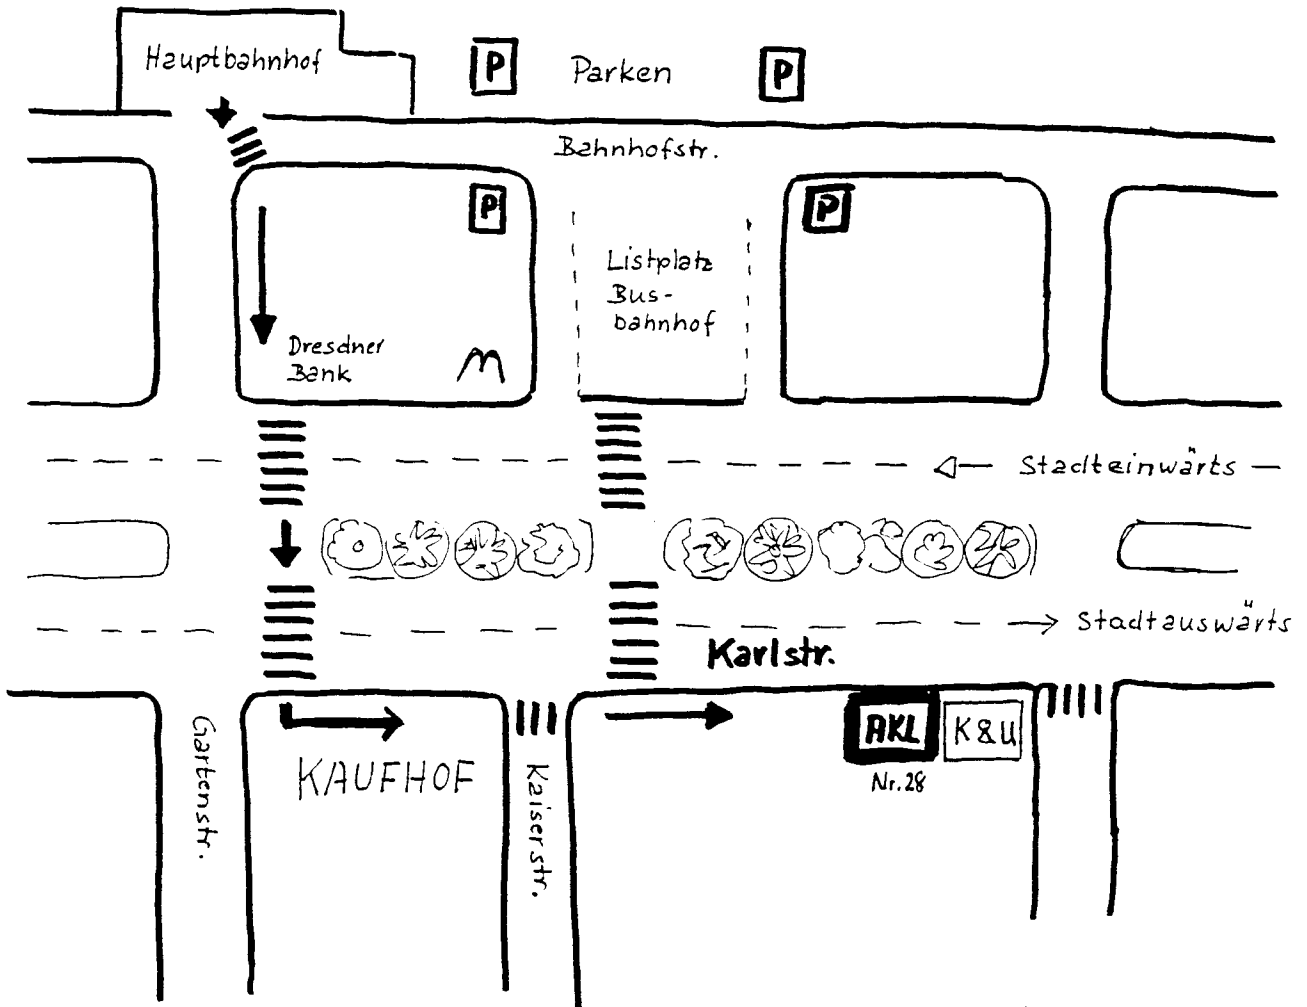 Hauptbahnhof
P
Parken
P
Bahnhofstr.
P
P
Listplatz
Bus-
bahnhof
Dresdner
Bank
M
Stadteinwärts
Stadtauswärts
Karlstr.
Gartenstr.
KAUFHOF
Kaiserstr.
AKL
K&U
Nr.28